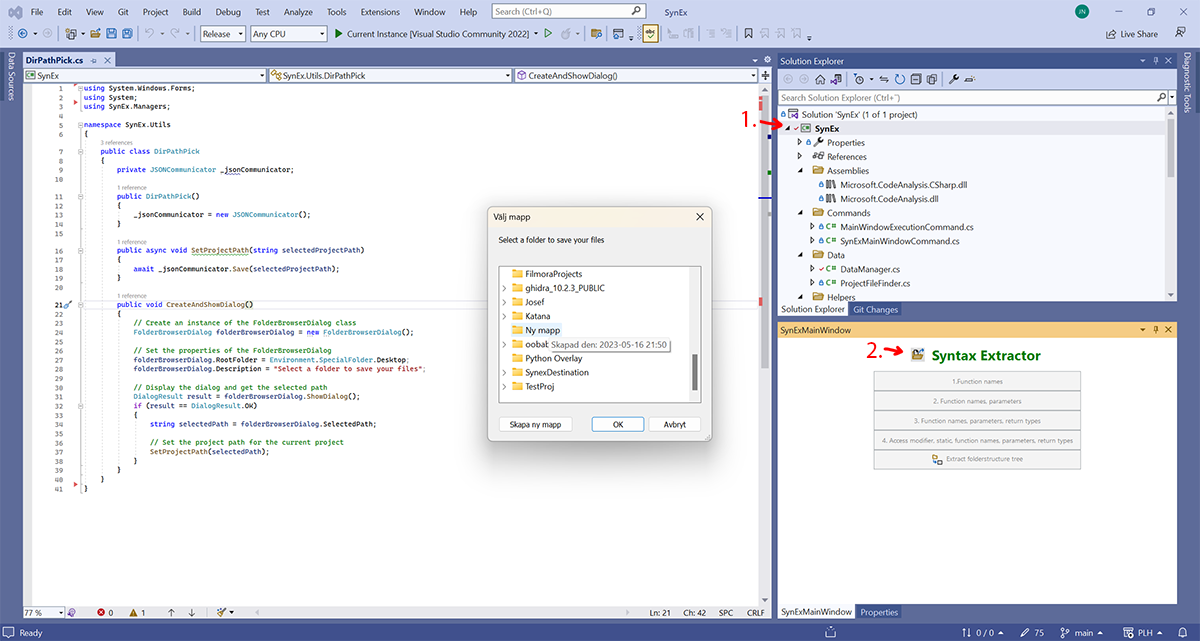 File Edit View Git Project Build Debug Test Analyze Tools Extensions Window Help Search (Ctrl+Q) SynEx JN
Release Any CPU Current Instance [Visual Studio Community 2022] Live Share
Data Sources
DirPathPick.cs
SynEx SynEx.Utils.DirPathPick CreateAndShowDialog()
1 using System.Windows.Forms;
2 using System;
3 using SynEx.Managers;
4
5 namespace SynEx.Utils
6 {
3 references
7 public class DirPathPick
8 {
9 private JSONCommunicator _jsonCommunicator;
10
1 reference
11 public DirPathPick()
12 {
13 _jsonCommunicator = new JSONCommunicator();
14 }
15
1 reference
16 public async void SetProjectPath(string selectedProjectPath)
17 {
18 await _jsonCommunicator.Save(selectedProjectPath);
19 }
20
1 reference
21 public void CreateAndShowDialog()
22 {
23 // Create an instance of the FolderBrowserDialog class
24 FolderBrowserDialog folderBrowserDialog = new FolderBrowserDialog();
25
26 // Set the properties of the FolderBrowserDialog
27 folderBrowserDialog.RootFolder = Environment.SpecialFolder.Desktop;
28 folderBrowserDialog.Description = "Select a folder to save your files";
29
30 // Display the dialog and get the selected path
31 DialogResult result = folderBrowserDialog.ShowDialog();
32 if (result == DialogResult.OK)
33 {
34 string selectedPath = folderBrowserDialog.SelectedPath;
35
36 // Set the project path for the current project
37 SetProjectPath(selectedPath);
38 }
39 }
40 }
41 }
77 % 0 1 Ln: 21 Ch: 42 SPC CRLF
Välj mapp
Select a folder to save your files
FilmoraProjects
ghidra_10.2.3_PUBLIC
Josef
Katana
Ny mapp
oobab Skapad den: 2023-05-16 21:50
Python Overlay
SynexDestination
TestProj
Skapa ny mapp OK Avbryt
Solution Explorer
Search Solution Explorer (Ctrl+¨)
Solution 'SynEx' (1 of 1 project)
1. SynEx
Properties
References
Assemblies
Microsoft.CodeAnalysis.CSharp.dll
Microsoft.CodeAnalysis.dll
Commands
C# MainWindowExecutionCommand.cs
C# SynExMainWindowCommand.cs
Data
C# DataManager.cs
C# ProjectFileFinder.cs
Helpers
Solution Explorer Git Changes
Diagnostic Tools
SynExMainWindow
2. Syntax Extractor
1.Function names
2. Function names, parameters
3. Function names, parameters, return types
4. Access modifier, static, function names, parameters, return types
Extract folderstructure tree
SynExMainWindow Properties
Ready 0 / 0 75 main PLH